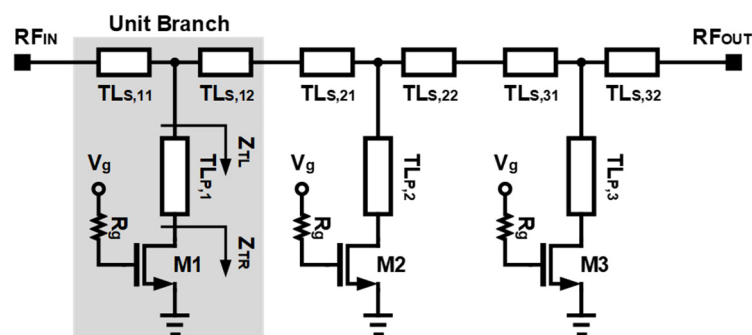 Unit Branch
RFIN
RFOUT
TLS,11
TLS,12
TLS,21
TLS,22
TLS,31
TLS,32
ZTL
TLP,1
TLP,2
TLP,3
Vg
Vg
Vg
Rg
Rg
Rg
ZTR
M1
M2
M3